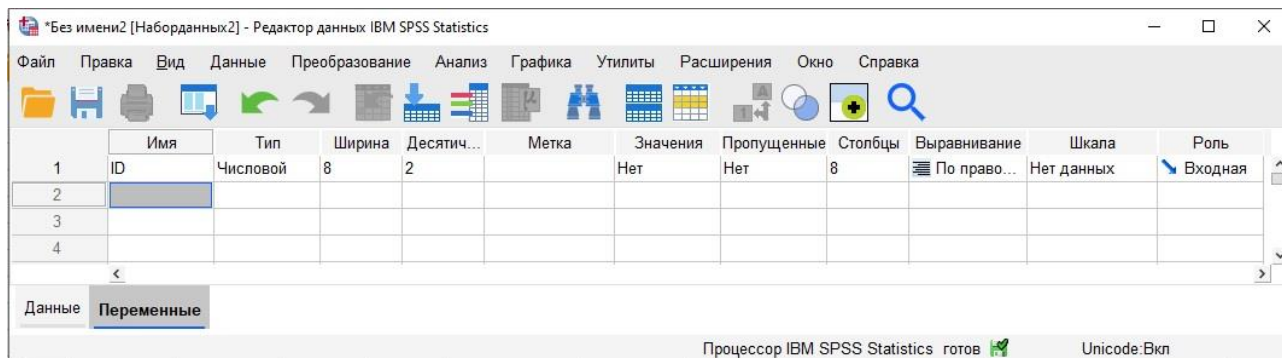 *Без имени2 [Наборданных2] - Редактор данных IBM SPSS Statistics
Файл Правка Вид Данные Преобразование Анализ Графика Утилиты Расширения Окно Справка
Имя Тип Ширина Десятич... Метка Значения Пропущенные Столбцы Выравнивание Шкала Роль
1 ID Числовой 8 2 Нет Нет 8 По право... Нет данных Входная
2
3
4
Данные Переменные
Процессор IBM SPSS Statistics готов Unicode:Вкл